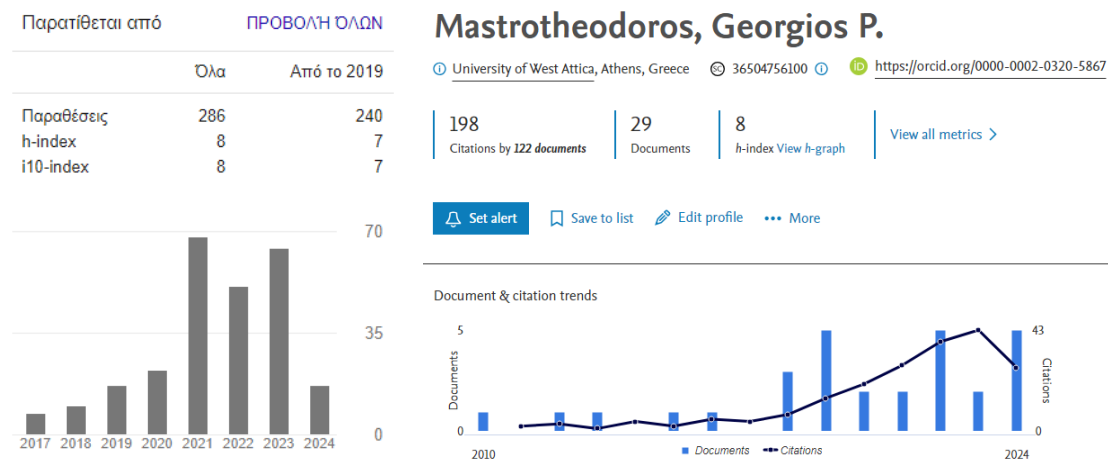 Παρατίθεται από ΠΡΟΒΟΛΉ ΌΛΩΝ
Όλα Από το 2019
Παραθέσεις 286 240
h-index 8 7
i10-index 8 7
70
35
0
2017 2018 2019 2020 2021 2022 2023 2024
Mastrotheodoros, Georgios P.
University of West Attica, Athens, Greece SC 36504756100 iD https://orcid.org/0000-0002-0320-5867
198 29 8 View all metrics
Citations by 122 documents Documents h-index View h-graph
Set alert Save to list Edit profile More
Document & citation trends
5 43
Documents Citations
0 0
2010 Documents Citations 2024